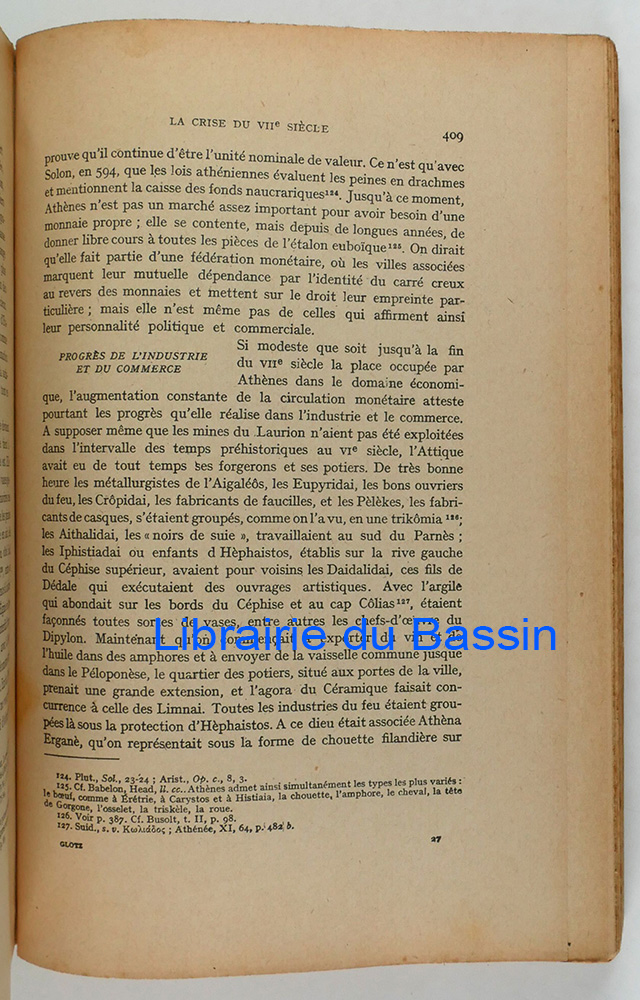 LA CRISE DU VIIe SIÈCLE
409
prouve qu'il continue d'être l'unité nominale de valeur. Ce n'est qu'avec
Solon, en 594, que les lois athéniennes évaluent les peines en drachmes
et mentionnent la caisse des fonds naucrariques¹²⁴. Jusqu'à ce moment,
Athènes n'est pas un marché assez important pour avoir besoin d'une
monnaie propre ; elle se contente, mais depuis de longues années, de
donner libre cours à toutes les pièces de l'étalon euboïque¹²⁵. On dirait
qu'elle fait partie d'une fédération monétaire, où les villes associées
marquent leur mutuelle dépendance par l'identité du carré creux
au revers des monnaies et mettent sur le droit leur empreinte par-
ticulière ; mais elle n'est même pas de celles qui affirment ainsi
leur personnalité politique et commerciale.
PROGRÈS DE L'INDUSTRIE
ET DU COMMERCE
Si modeste que soit jusqu'à la fin
du VIIe siècle la place occupée par
Athènes dans le domaine économi-
que, l'augmentation constante de la circulation monétaire atteste
pourtant les progrès qu'elle réalise dans l'industrie et le commerce.
A supposer même que les mines du Laurion n'aient pas été exploitées
dans l'intervalle des temps préhistoriques au VIe siècle, l'Attique
avait eu de tout temps ses forgerons et ses potiers. De très bonne
heure les métallurgistes de l'Aigaléôs, les Eupyridai, les bons ouvriers
du feu, les Crôpidai, les fabricants de faucilles, et les Pèlèkes, les fabri-
cants de casques, s'étaient groupés, comme on l'a vu, en une trikômia ¹²⁶;
les Aithalidai, les « noirs de suie », travaillaient au sud du Parnès ;
les Iphistiadai ou enfants d'Hèphaistos, établis sur la rive gauche
du Céphise supérieur, avaient pour voisins les Daidalidai, ces fils de
Dédale qui exécutaient des ouvrages artistiques. Avec l'argile
qui abondait sur les bords du Céphise et au cap Côlias¹²⁷, étaient
façonnés toutes sortes de vases, entre autres les chefs-d'œuvre du
Dipylon. Maintenant qu'on commençait à exporter du vin et de
l'huile dans des amphores et à envoyer de la vaisselle commune jusque
dans le Péloponèse, le quartier des potiers, situé aux portes de la ville,
prenait une grande extension, et l'agora du Céramique faisait con-
currence à celle des Limnai. Toutes les industries du feu étaient grou-
pées là sous la protection d'Hèphaistos. A ce dieu était associée Athèna
Erganè, qu'on représentait sous la forme de chouette filandière sur
124. Plut., Sol., 23-24 ; Arist., Op. c., 8, 3.
125. Cf. Babelon, Head, ll. cc.. Athènes admet ainsi simultanément les types les plus variés :
le bœuf, comme à Érétrie, à Carystos et à Histiaia, la chouette, l'amphore, le cheval, la tête
de Gorgone, l'osselet, la triskèle, la roue.
126. Voir p. 387. Cf. Busolt, t. II, p. 98.
127. Suid., s. v. Κωλιάδος ; Athénée, XI, 64, p. 482 b.
GLOTZ
27
Librairie du Bassin